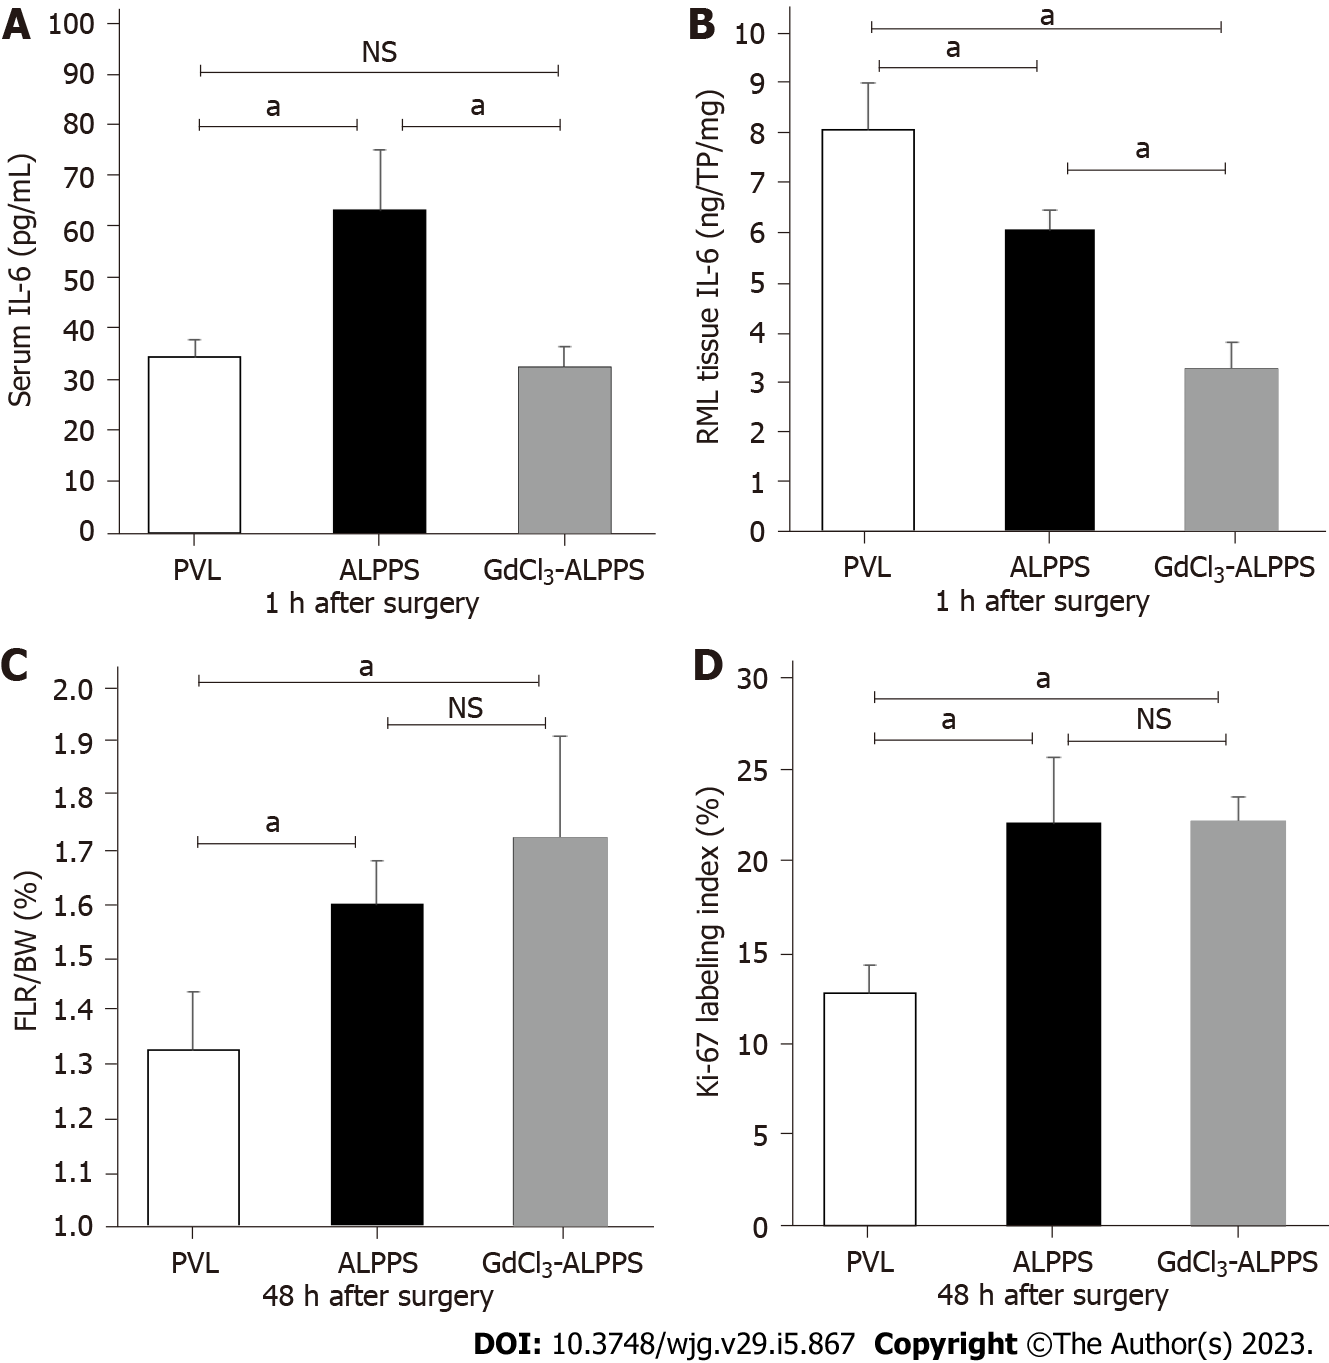 A
Serum IL-6 (pg/mL)
100
90
80
70
60
50
40
30
20
10
0
NS
a
a
PVL
ALPPS
GdCl₃-ALPPS
1 h after surgery
B
RML tissue IL-6 (ng/TP/mg)
10
9
8
7
6
5
4
3
2
1
0
a
a
a
PVL
ALPPS
GdCl₃-ALPPS
1 h after surgery
C
FLR/BW (%)
2.0
1.9
1.8
1.7
1.6
1.5
1.4
1.3
1.2
1.1
1.0
a
NS
a
PVL
ALPPS
GdCl₃-ALPPS
48 h after surgery
D
Ki-67 labeling index (%)
30
25
20
15
10
5
0
a
a
NS
PVL
ALPPS
GdCl₃-ALPPS
48 h after surgery
DOI: 10.3748/wjg.v29.i5.867 Copyright ©The Author(s) 2023.